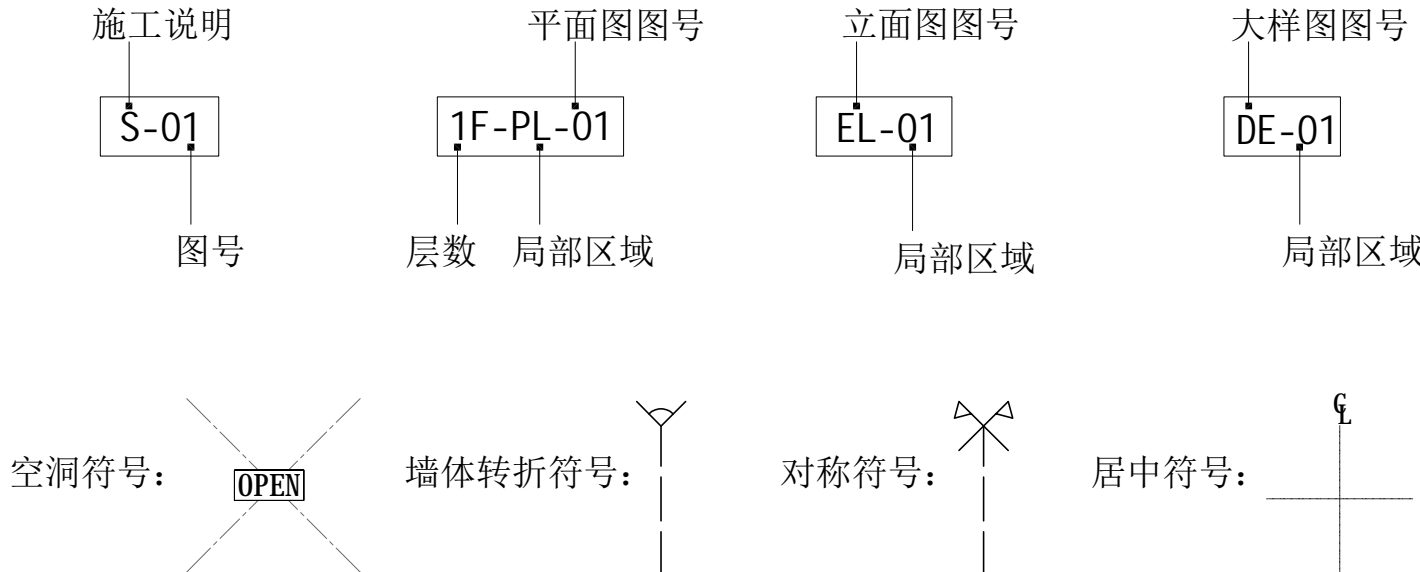 施工说明 平面图图号 立面图图号 大样图图号
S-01 1F-PL-01 EL-01 DE-01
图号 层数 局部区域 局部区域 局部区域
℄
空洞符号： OPEN 墙体转折符号： 对称符号： 居中符号：